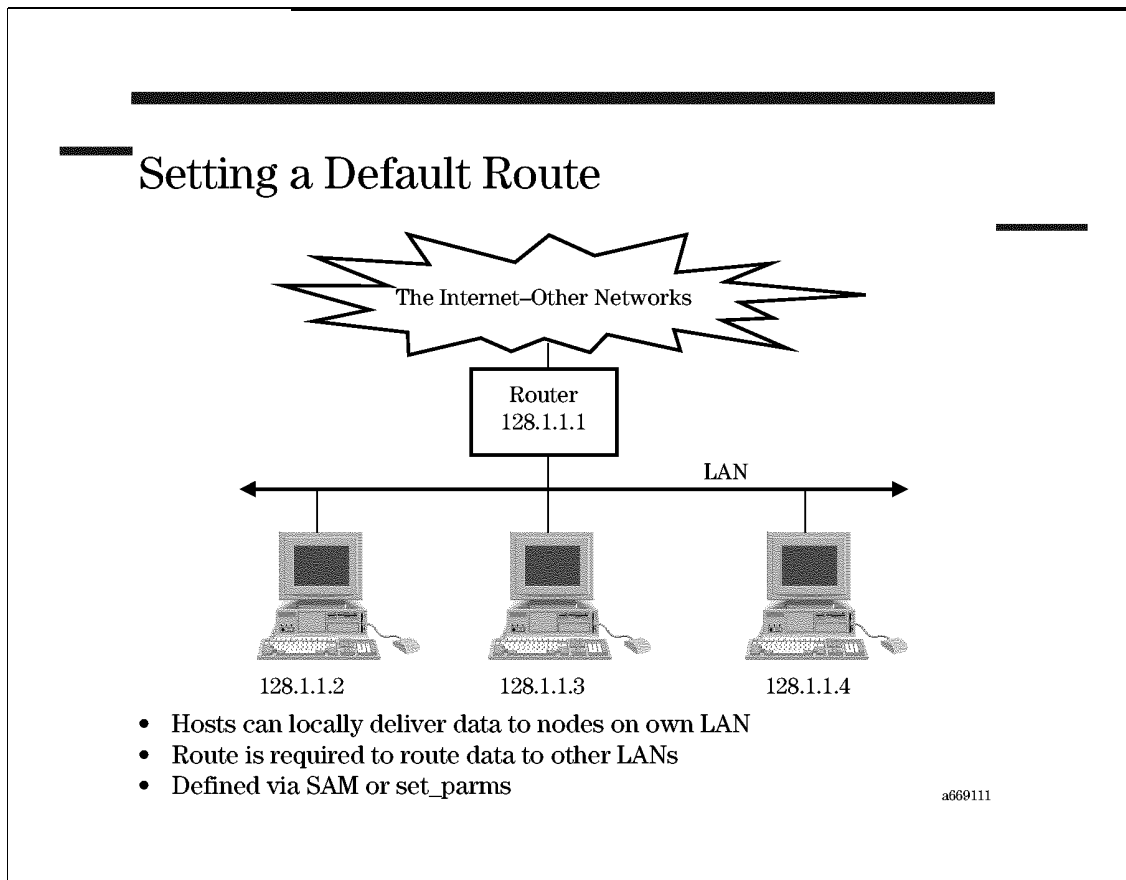 Setting a Default Route
The Internet–Other Networks
Router
128.1.1.1
LAN
128.1.1.2
128.1.1.3
128.1.1.4
• Hosts can locally deliver data to nodes on own LAN
• Route is required to route data to other LANs
• Defined via SAM or set_parms
a669111